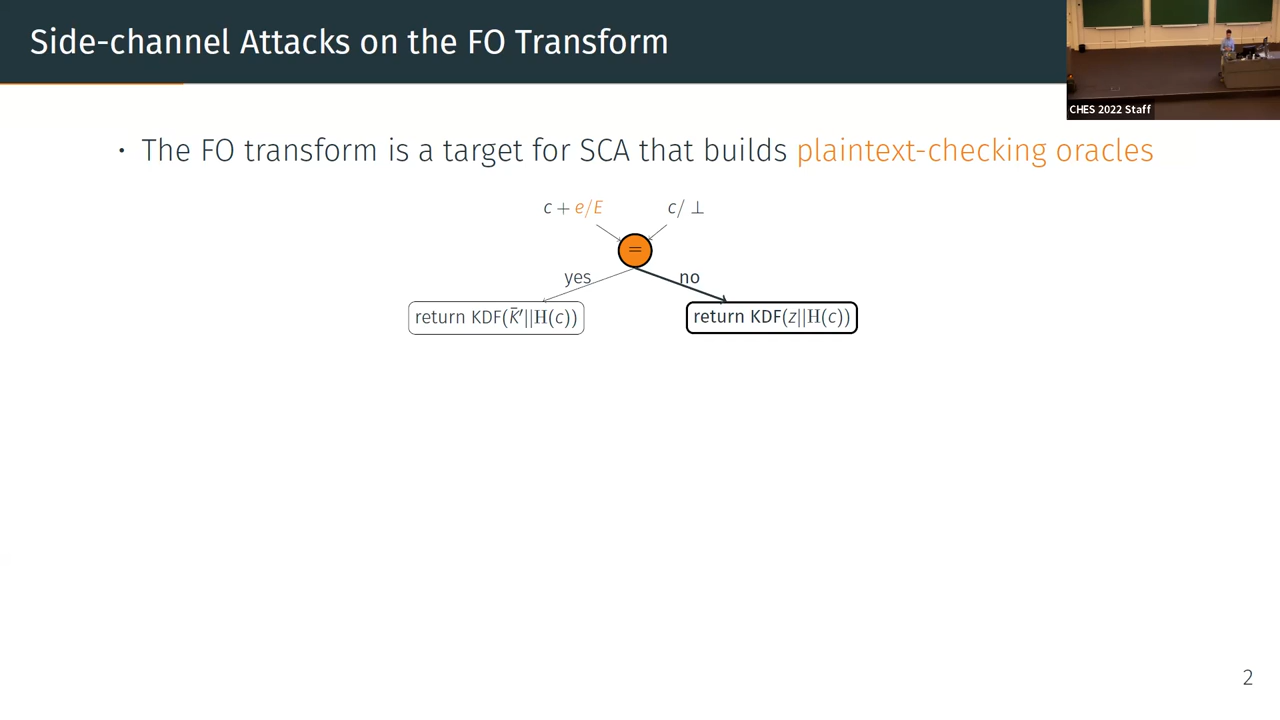 Side-channel Attacks on the FO Transform
CHES 2022 Staff
• The FO transform is a target for SCA that builds plaintext-checking oracles
c + e/E
c/ ⊥
=
yes
no
return KDF(K̄′||H(c))
return KDF(z||H(c))
2